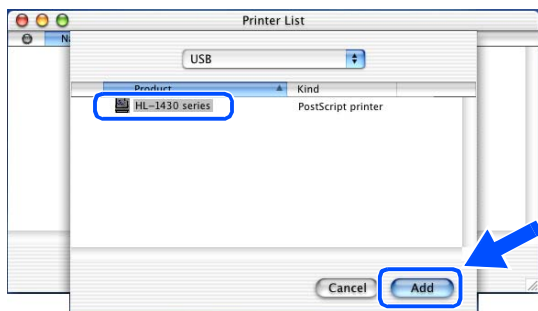 Printer List
USB
Product Kind
HL-1430 series PostScript printer
Cancel Add